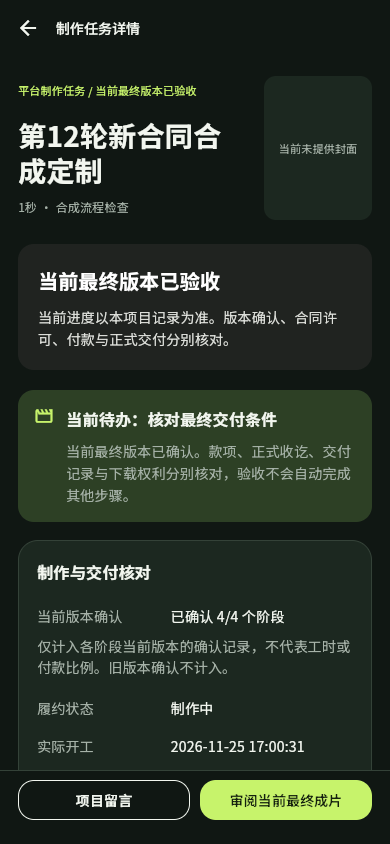 制作任务详情
平台制作任务 / 当前最终版本已验收
第12轮新合同合
成定制
1秒 · 合成流程检查
当前未提供封面
当前最终版本已验收
当前进度以本项目记录为准。版本确认、合同许
可、付款与正式交付分别核对。
当前待办：核对最终交付条件
当前最终版本已确认。款项、正式收讫、交付
记录与下载权利分别核对，验收不会自动完成
其他步骤。
制作与交付核对
当前版本确认 已确认 4/4 个阶段
仅计入各阶段当前版本的确认记录，不代表工时或
付款比例。旧版本确认不计入。
履约状态 制作中
实际开工 2026-11-25 17:00:31
项目留言 审阅当前最终成片